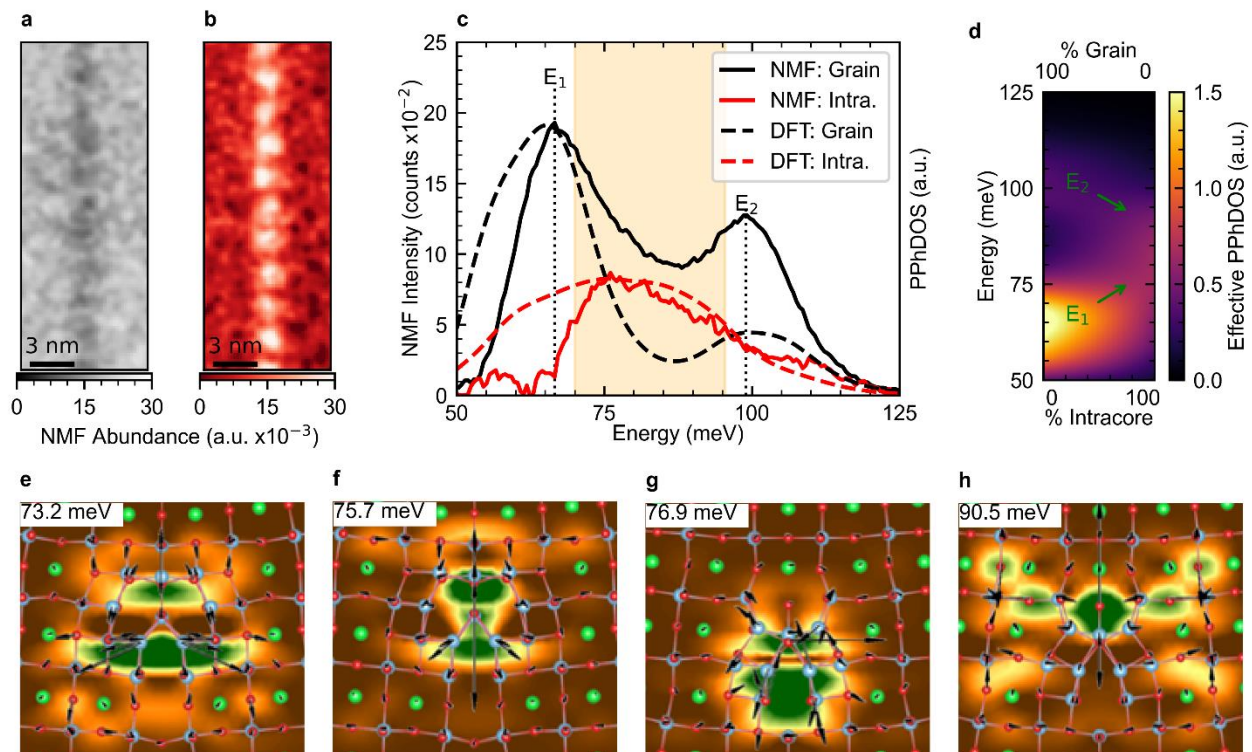 a
3 nm
0 15 30
b
3 nm
0 15 30
NMF Abundance (a.u. x10⁻³)
c
NMF Intensity (counts x10⁻²)
25
20
15
10
5
0
E₁
E₂
NMF: Grain
NMF: Intra.
DFT: Grain
DFT: Intra.
50 75 100 125
Energy (meV)
PPhDOS (a.u.)
d
% Grain
100 0
Energy (meV)
125
100
75
50
E₂
E₁
0 100
% Intracore
1.5
1.0
0.5
0.0
Effective PPhDOS (a.u.)
e
73.2 meV
f
75.7 meV
g
76.9 meV
h
90.5 meV